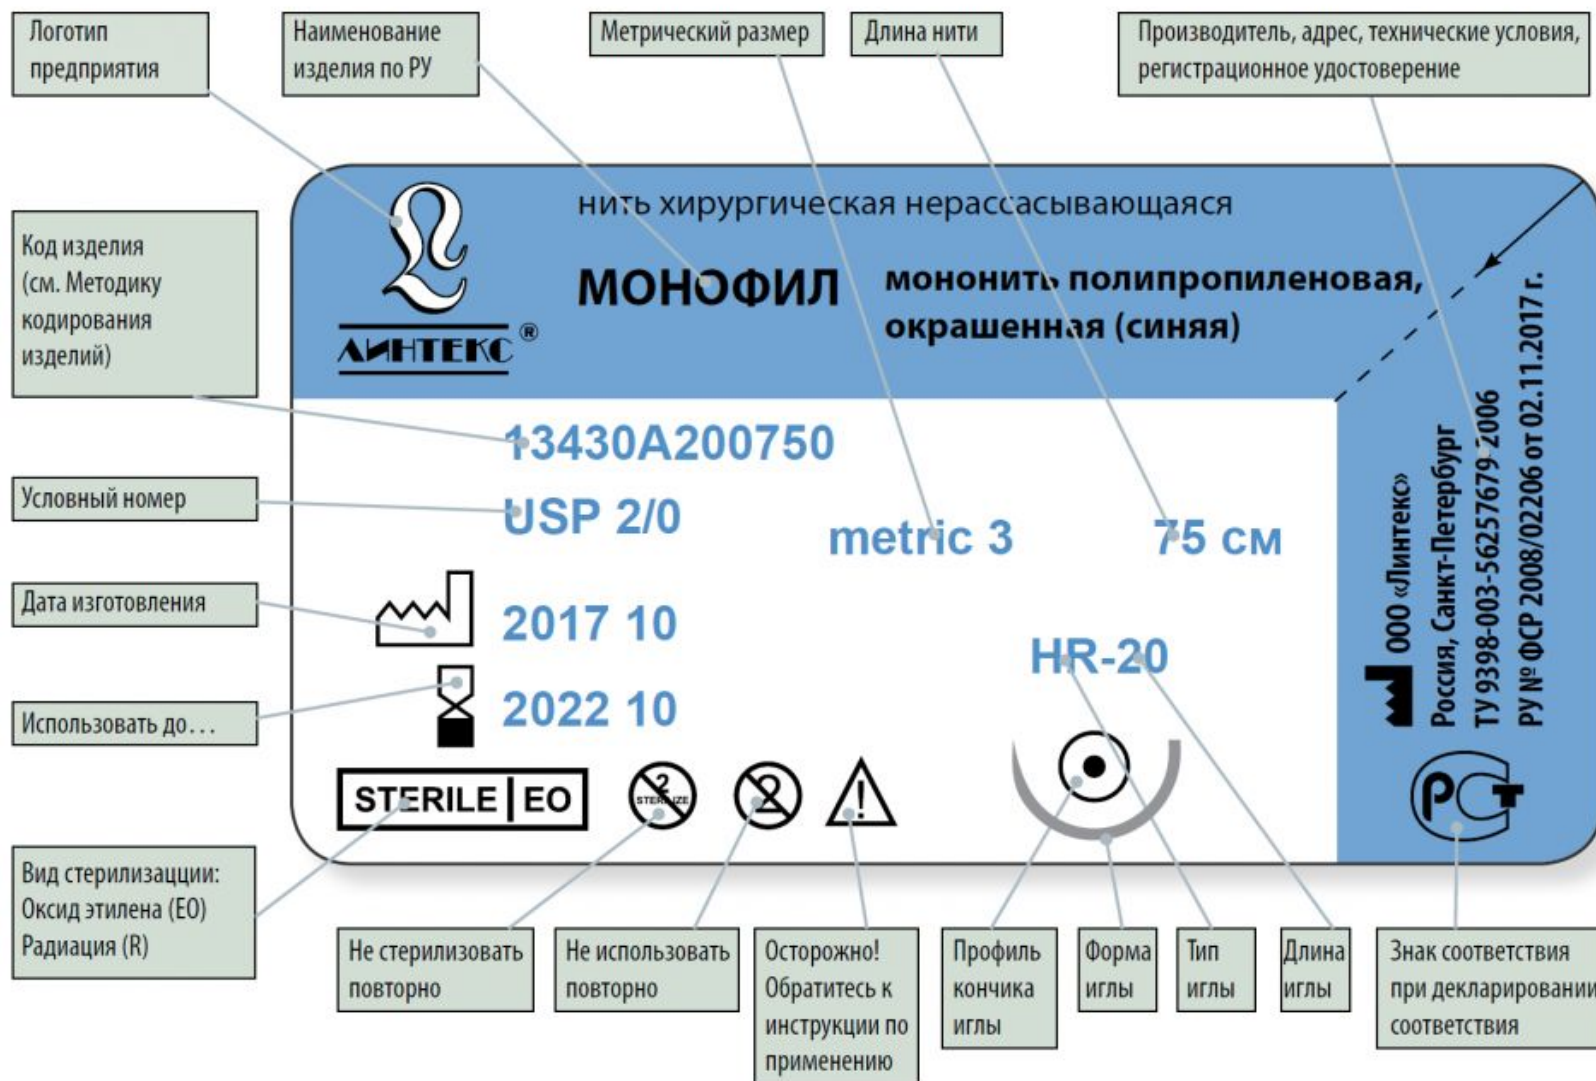 Логотип
предприятия
Наименование
изделия по РУ
Метрический размер
Длина нити
Производитель, адрес, технические условия,
регистрационное удостоверение
Код изделия
(см. Методику
кодирования
изделий)
Условный номер
Дата изготовления
Использовать до...
Вид стерилизацции:
Оксид этилена (ЕО)
Радиация (R)
ЛИНТЕКС ®
нить хирургическая нерассасывающаяся
МОНОФИЛ
мононить полипропиленовая,
окрашенная (синяя)
13430A200750
USP 2/0
metric 3
75 см
2017 10
2022 10
HR-20
STERILE | EO
2
STERILIZE
2
!
ООО «Линтекс»
Россия, Санкт-Петербург
ТУ 9398-003-56257679-2006
РУ № ФСР 2008/02206 от 02.11.2017 г.
РСТ
Не стерилизовать
повторно
Не использовать
повторно
Осторожно!
Обратитесь к
инструкции по
применению
Профиль
кончика
иглы
Форма
иглы
Тип
иглы
Длина
иглы
Знак соответствия
при декларировании
соответствия